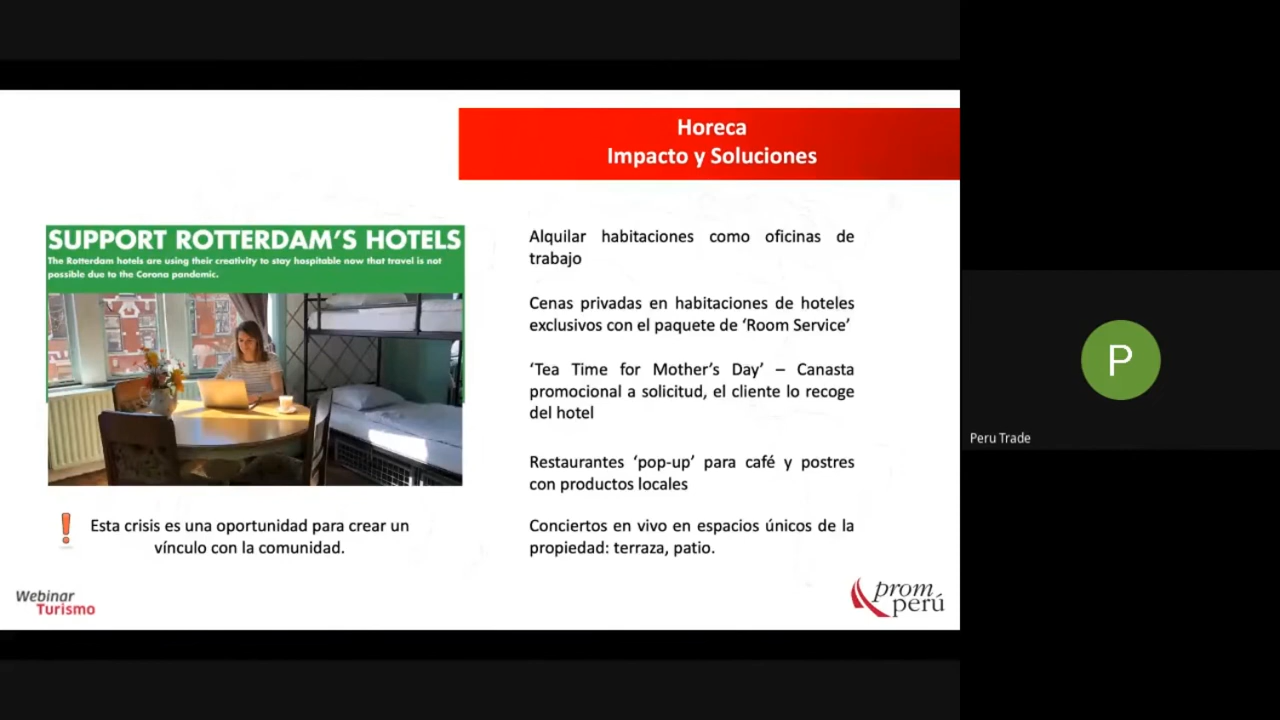 Horeca
Impacto y Soluciones
SUPPORT ROTTERDAM'S HOTELS
The Rotterdam hotels are using their creativity to stay hospitable now that travel is not
possible due to the Corona pandemic.
Esta crisis es una oportunidad para crear un
vínculo con la comunidad.
Alquilar habitaciones como oficinas de
trabajo
Cenas privadas en habitaciones de hoteles
exclusivos con el paquete de ‘Room Service’
‘Tea Time for Mother’s Day’ – Canasta
promocional a solicitud, el cliente lo recoge
del hotel
Restaurantes ‘pop-up’ para café y postres
con productos locales
Conciertos en vivo en espacios únicos de la
propiedad: terraza, patio.
Webinar
Turismo
prom
perú
P
Peru Trade